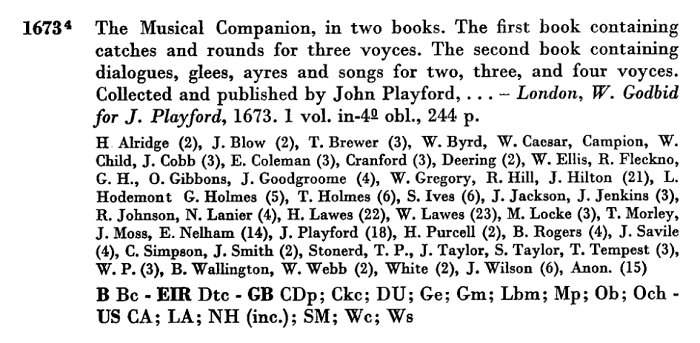 1673⁴ The Musical Companion, in two books. The first book containing
catches and rounds for three voyces. The second book containing
dialogues, glees, ayres and songs for two, three, and four voyces.
Collected and published by John Playford, ... – London, W. Godbid
for J. Playford, 1673. 1 vol. in-4º obl., 244 p.
H Alridge (2), J. Blow (2), T. Brewer (3), W. Byrd, W. Caesar, Campion, W.
Child, J. Cobb (3), E. Coleman (3), Cranford (3), Deering (2), W. Ellis, R. Fleckno,
G. H., O. Gibbons, J. Goodgroome (4), W. Gregory, R. Hill, J. Hilton (21), L.
Hodemont G. Holmes (5), T. Holmes (6), S. Ives (6), J. Jackson, J. Jenkins (3),
R. Johnson, N. Lanier (4), H. Lawes (22), W. Lawes (23), M. Locke (3), T. Morley,
J. Moss, E. Nelham (14), J. Playford (18), H. Purcell (2), B. Rogers (4), J. Savile
(4), C. Simpson, J. Smith (2), Stonerd, T. P., J. Taylor, S. Taylor, T. Tempest (3),
W. P. (3), B. Wallington, W. Webb (2), White (2), J. Wilson (6), Anon. (15)
B Bc - EIR Dtc - GB CDp; Ckc; DU; Ge; Gm; Lbm; Mp; Ob; Och -
US CA; LA; NH (inc.); SM; Wc; Ws